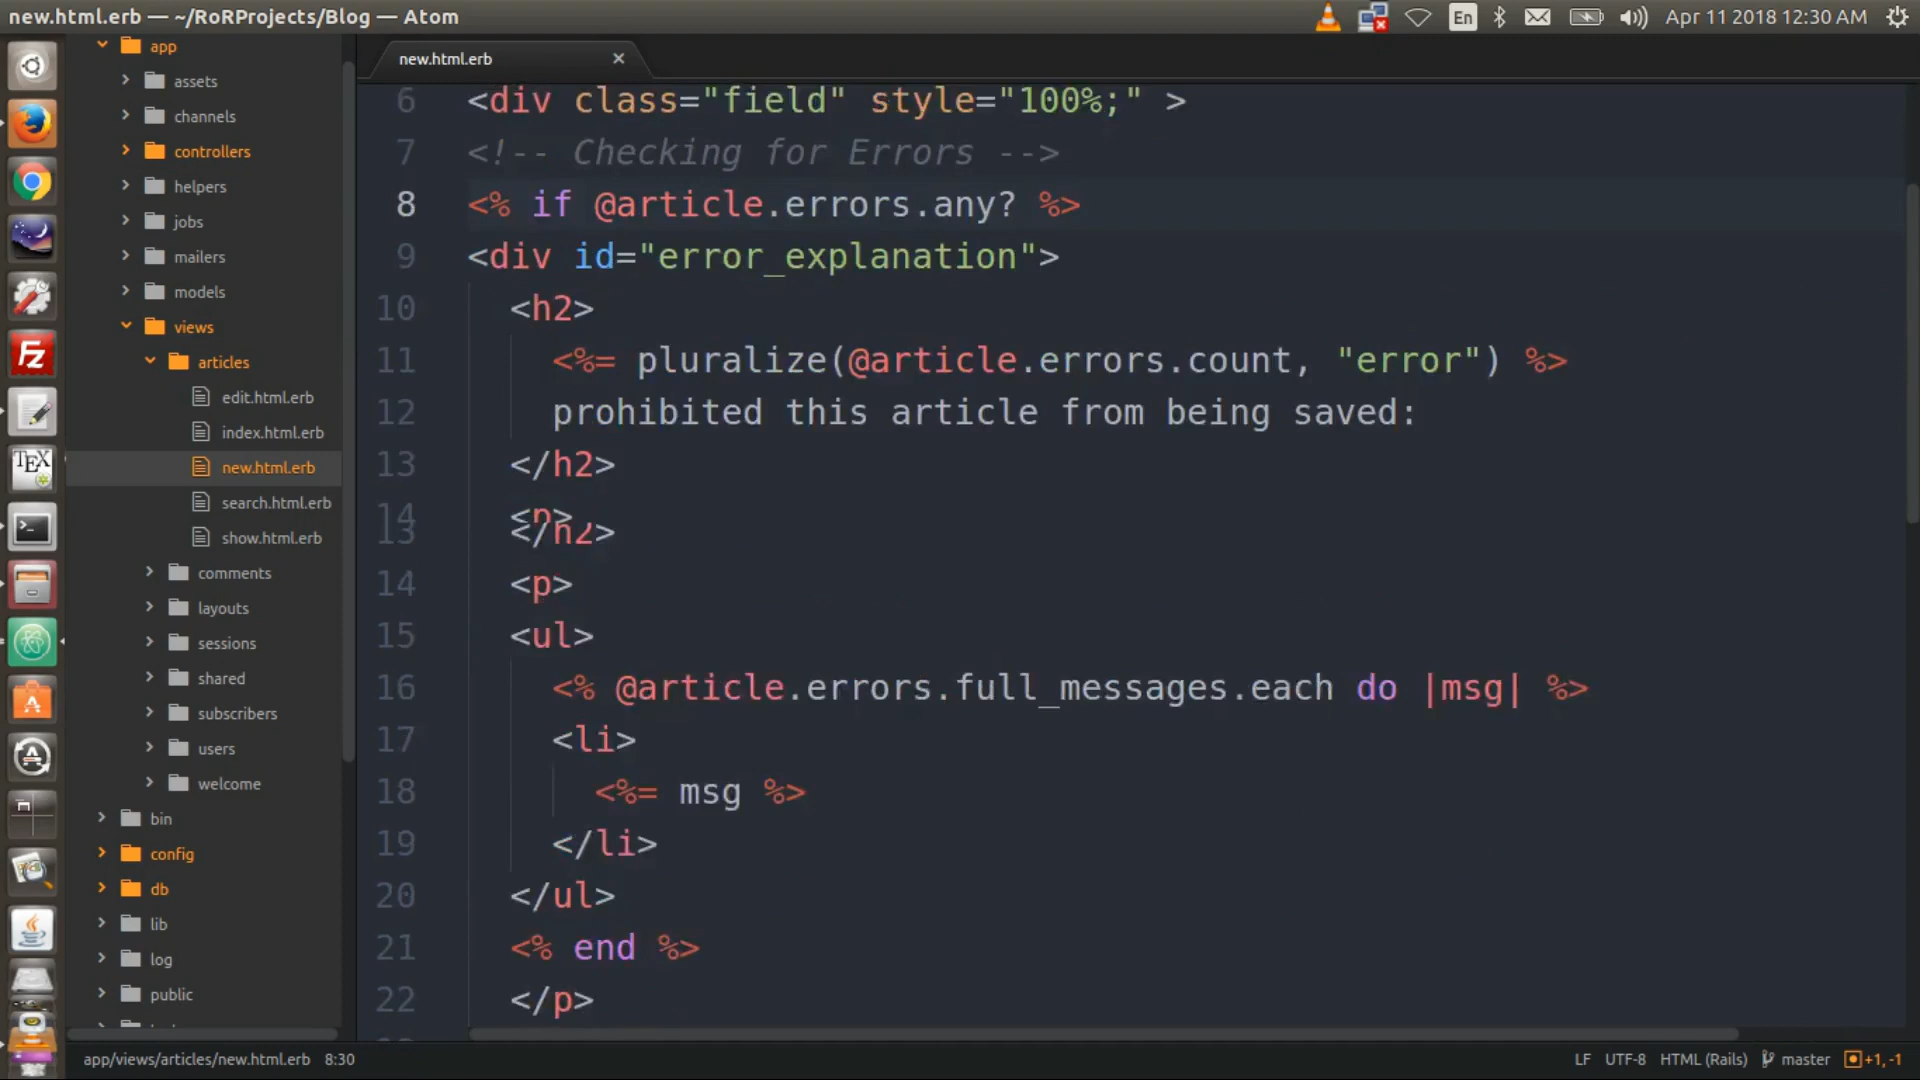 new.html.erb — ~/RoRProjects/Blog — Atom
En
Apr 11 2018 12:30 AM
app
assets
channels
controllers
helpers
jobs
mailers
models
views
articles
edit.html.erb
index.html.erb
new.html.erb
search.html.erb
show.html.erb
comments
layouts
sessions
shared
subscribers
users
welcome
bin
config
db
lib
log
public
new.html.erb
6 <div class="field" style="100%;" >
7 <!-- Checking for Errors -->
8 <% if @article.errors.any? %>
9 <div id="error_explanation">
10 <h2>
11 <%= pluralize(@article.errors.count, "error") %>
12 prohibited this article from being saved:
13 </h2>
14 <p>
13 </h2>
14 <p>
15 <ul>
16 <% @article.errors.full_messages.each do |msg| %>
17 <li>
18 <%= msg %>
19 </li>
20 </ul>
21 <% end %>
22 </p>
app/views/articles/new.html.erb 8:30
LF UTF-8 HTML (Rails) master +1, -1
Fz
TEX